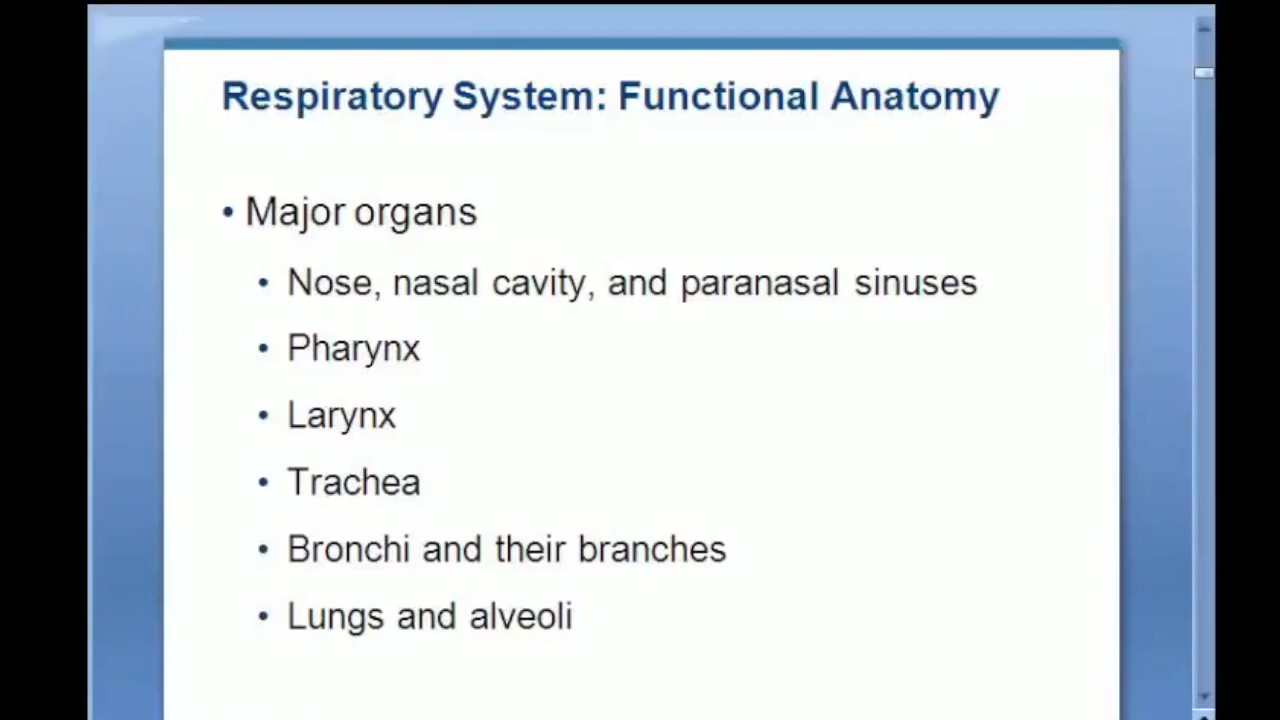 Respiratory System: Functional Anatomy
• Major organs
• Nose, nasal cavity, and paranasal sinuses
• Pharynx
• Larynx
• Trachea
• Bronchi and their branches
• Lungs and alveoli